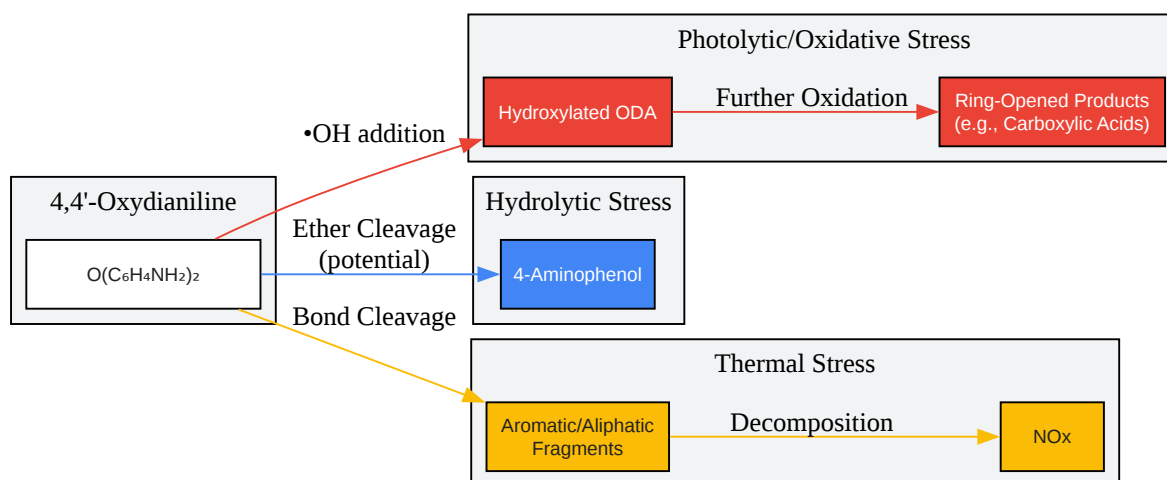 Photolytic/Oxidative Stress
Hydroxylated ODA
Further Oxidation
Ring-Opened Products
(e.g., Carboxylic Acids)
•OH addition
4,4'-Oxydianiline
O(C₆H₄NH₂)₂
Ether Cleavage
(potential)
Hydrolytic Stress
4-Aminophenol
Bond Cleavage
Thermal Stress
Aromatic/Aliphatic
Fragments
Decomposition
NOx